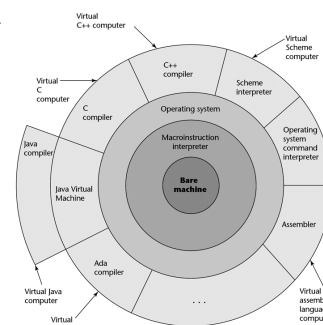 Virtual
C++ computer
Virtual
Scheme
computer
Virtual
C
computer
C++
compiler
Scheme
interpreter
C
compiler
Operating system
Operating
system
command
interpreter
Macroinstruction
interpreter
Java
compiler
Bare
machine
Java Virtual
Machine
Assembler
Ada
compiler
. . .
Virtual Java
computer
Virtual
Virtual